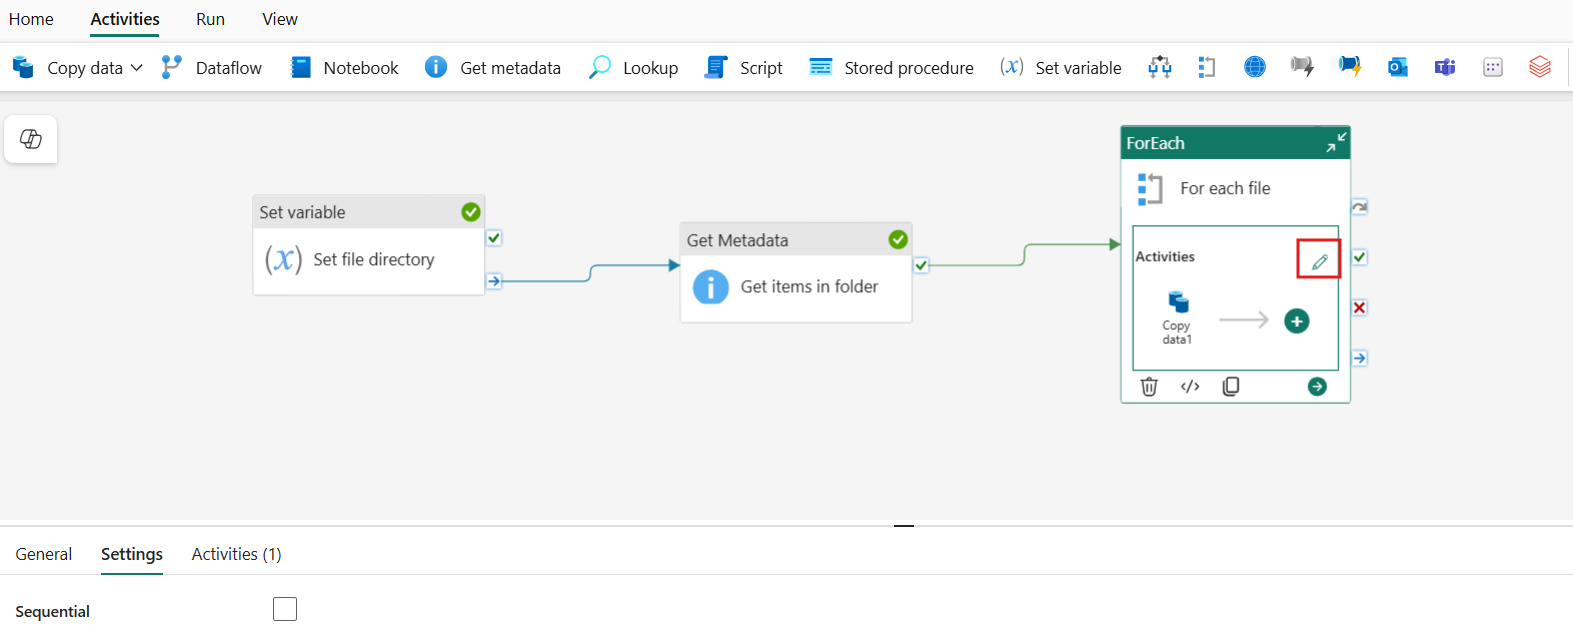 Home Activities Run View
Copy data Dataflow Notebook Get metadata Lookup Script Stored procedure (x) Set variable
ForEach
For each file
Set variable
(x) Set file directory
Get Metadata
Get items in folder
Activities
Copy
data1
General Settings Activities (1)
Sequential